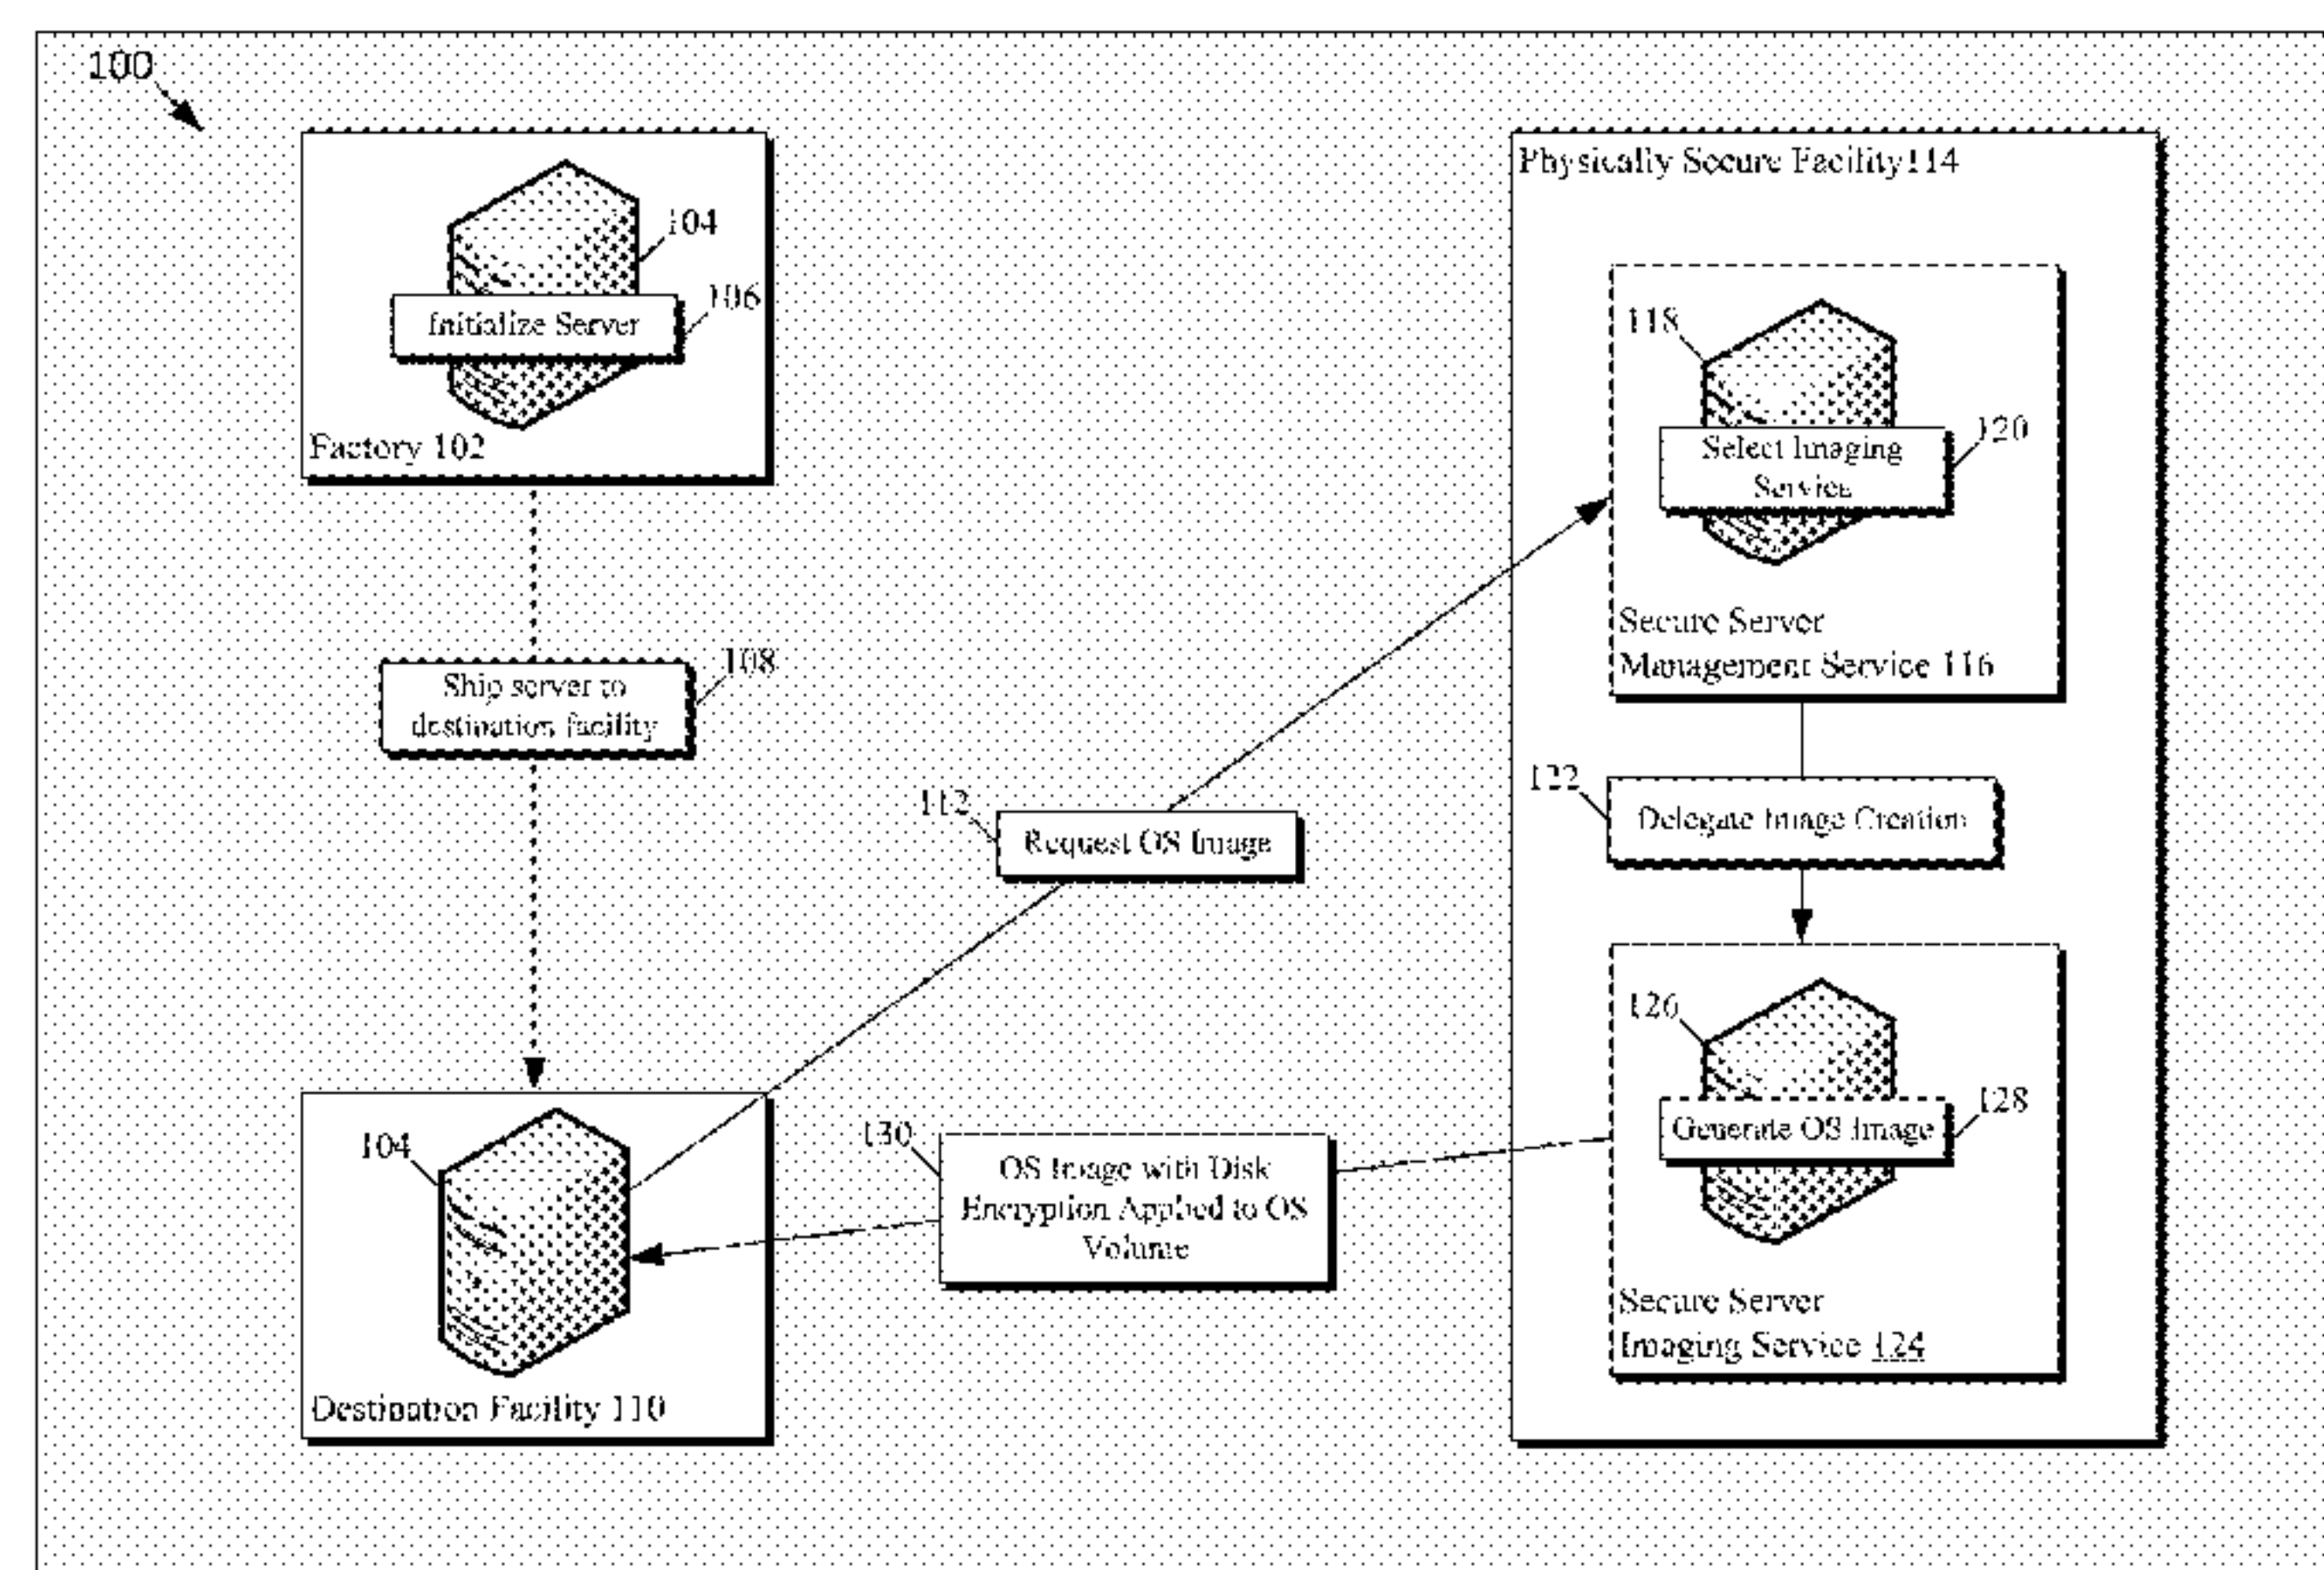 100
104
106
Initialize Server
Factory 102
108
Ship server to
destination facility
104
Destination Facility 110
112
Request OS Image
130
OS Image with Disk
Encryption Applied to OS
Volume
Physically Secure Facility114
118
120
Select Imaging
Service
Secure Server
Management Service 116
122
Delegate Image Creation
126
128
Generate OS Image
Secure Server
Imaging Service 124